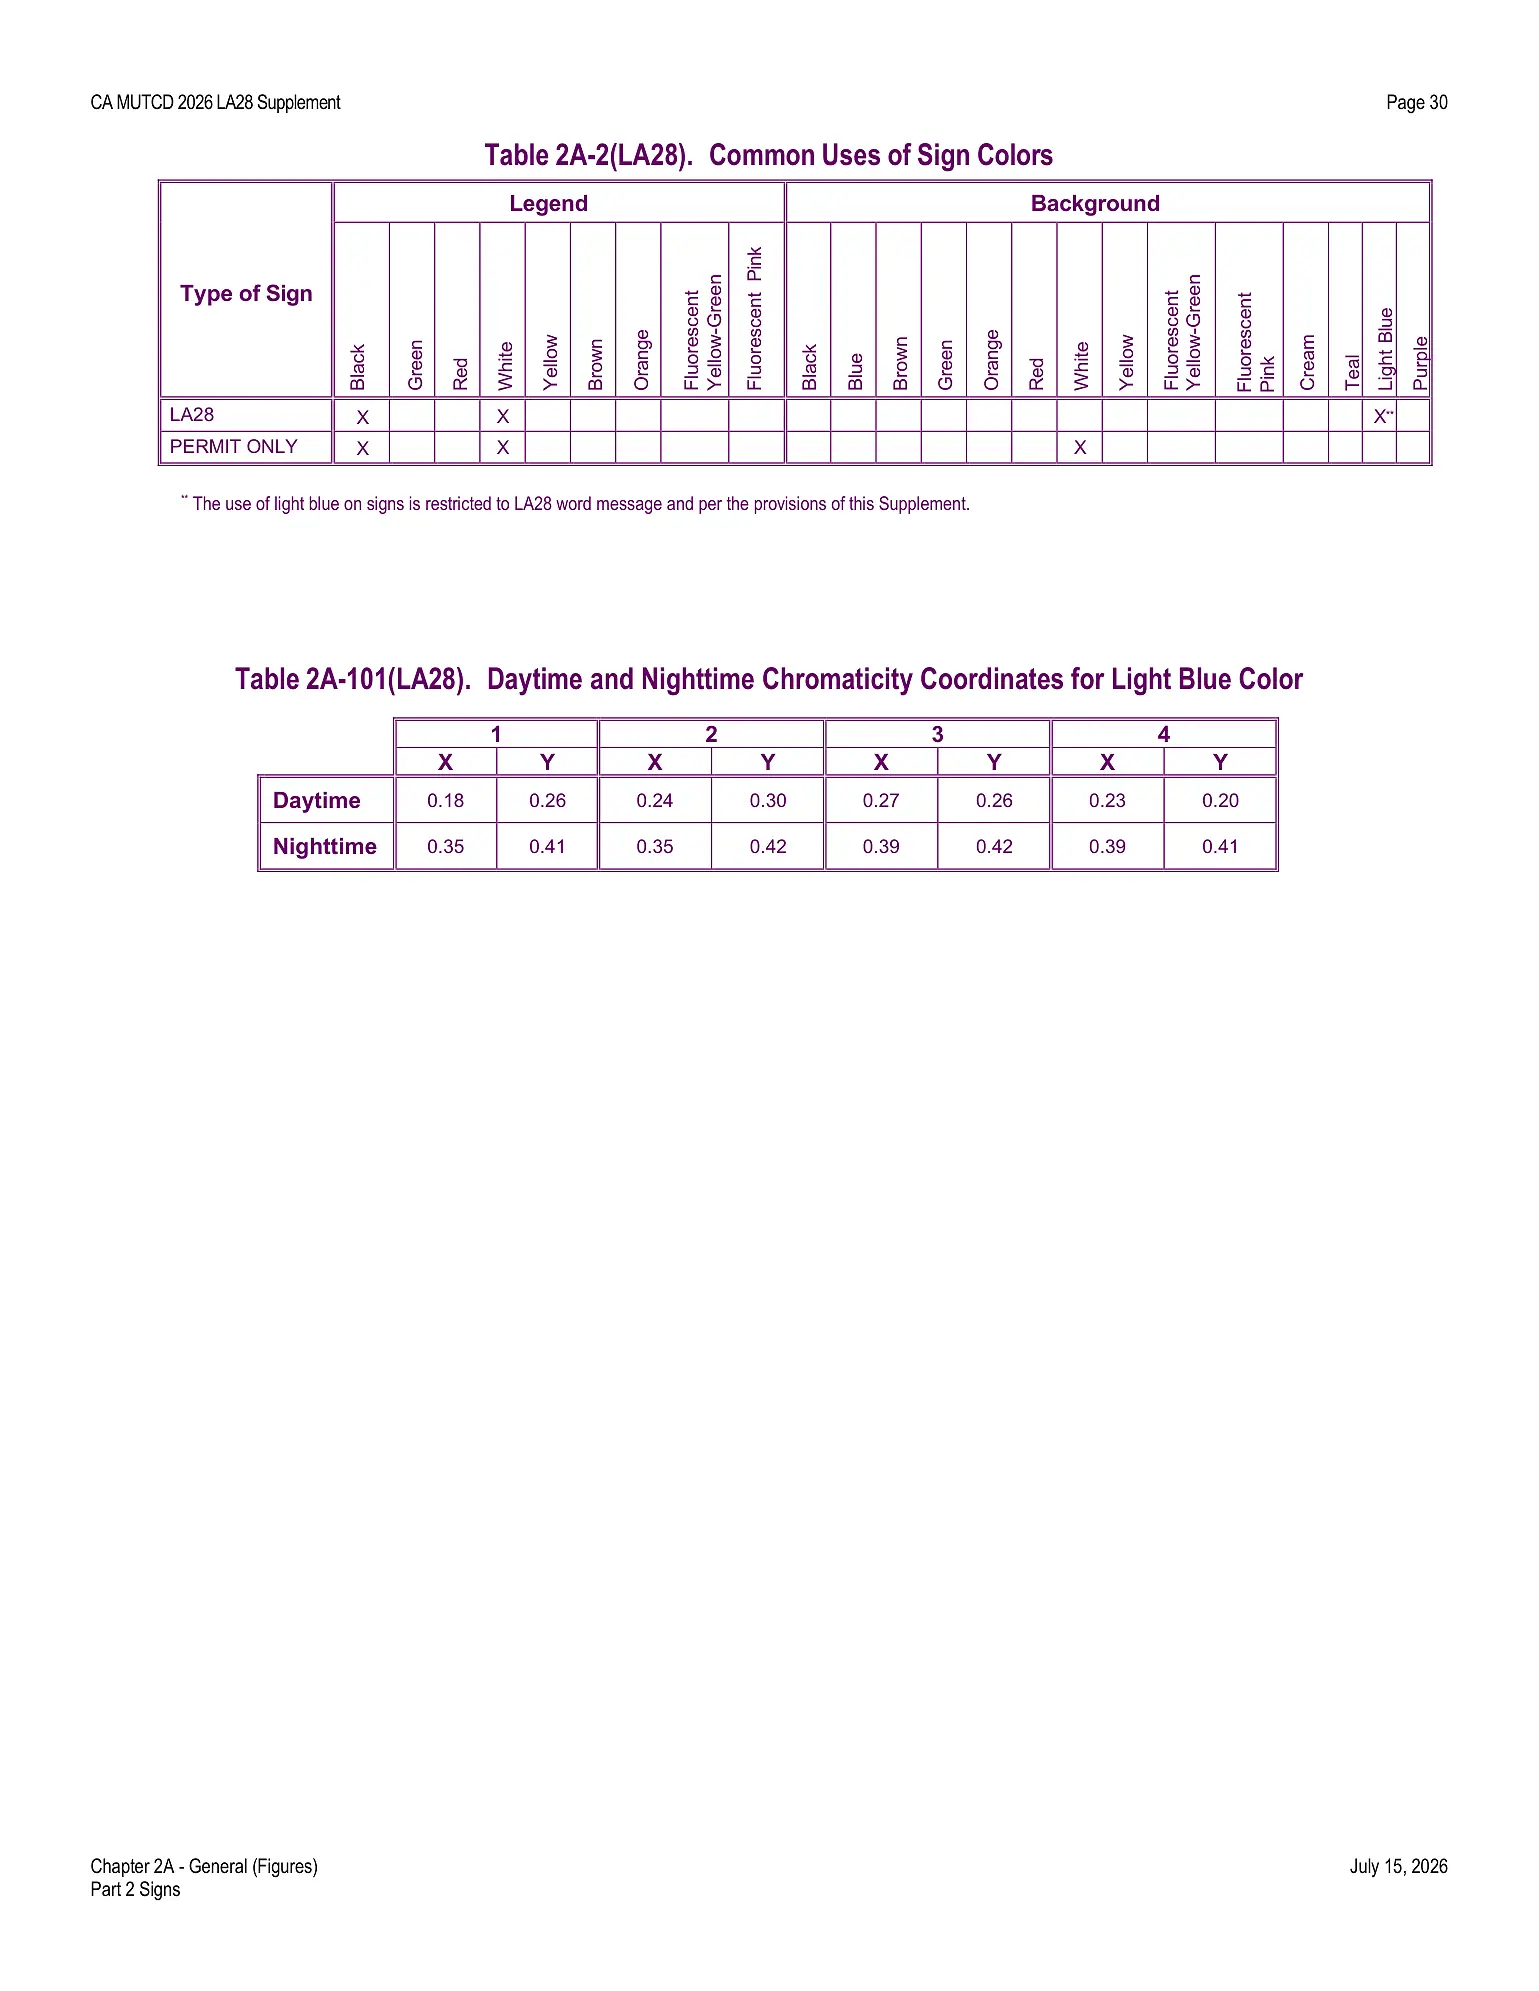 CA MUTCD 2026 LA28 Supplement Page 30
Table 2A-2(LA28). Common Uses of Sign Colors
Type of Sign Legend Background
Black Green Red White Yellow Brown Orange Fluorescent Yellow-Green Fluorescent Pink Black Blue Brown Green Orange Red White Yellow Fluorescent Yellow-Green Fluorescent Pink Cream Teal Light Blue Purple
LA28 X X X**
PERMIT ONLY X X X
** The use of light blue on signs is restricted to LA28 word message and per the provisions of this Supplement.
Table 2A-101(LA28). Daytime and Nighttime Chromaticity Coordinates for Light Blue Color
1 2 3 4
X Y X Y X Y X Y
Daytime 0.18 0.26 0.24 0.30 0.27 0.26 0.23 0.20
Nighttime 0.35 0.41 0.35 0.42 0.39 0.42 0.39 0.41
Chapter 2A - General (Figures) July 15, 2026
Part 2 Signs